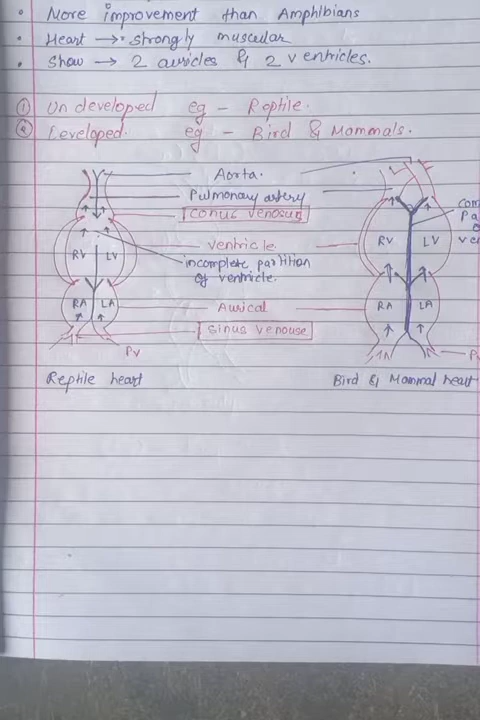 • More improvement than Amphibians
• Heart → strongly muscular
• Show → 2 auricles & 2 ventricles.
① Undeveloped eg - Reptile.
② Developed. eg - Bird & Mammals.
Aorta.
Pulmonary artery
Conus venosus
Ventricle.
incomplete partition
of ventricle.
Aurical
Sinus venouse
RV LV
RA LA
PV
Reptile heart
RV LV
RA LA
Bird & Mammal heart